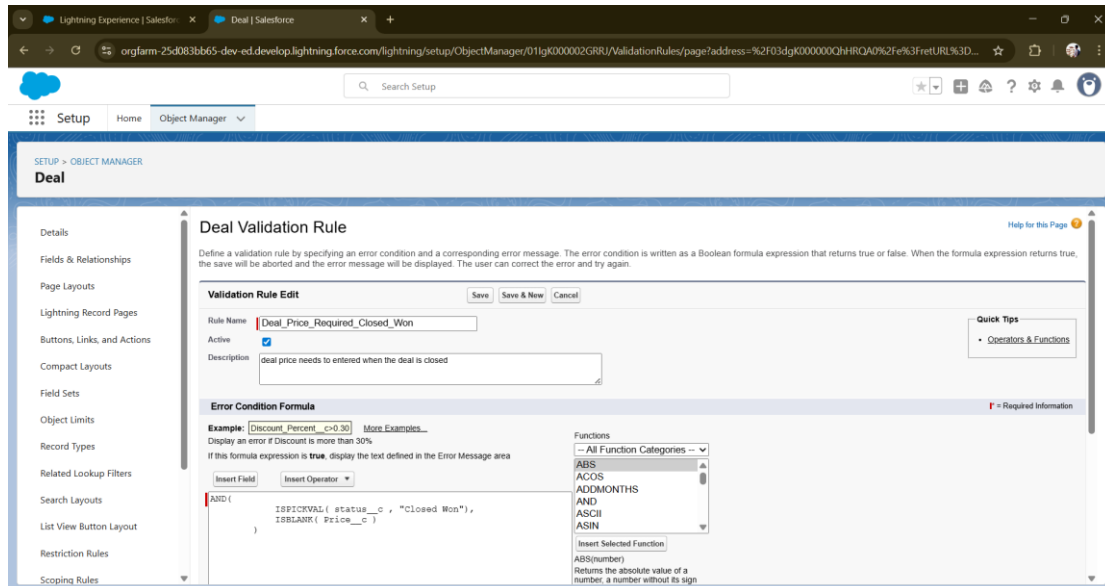 Lightning Experience | Salesforc
Deal | Salesforce
orgfarm-25d083bb65-dev-ed.develop.lightning.force.com/lightning/setup/ObjectManager/01IgK000002GRRJ/ValidationRules/page?address=%2F03dgK000000QhHRQA0%2Fe%3FretURL%3D...
Search Setup
Setup Home Object Manager
SETUP > OBJECT MANAGER
Deal
Details
Fields & Relationships
Page Layouts
Lightning Record Pages
Buttons, Links, and Actions
Compact Layouts
Field Sets
Object Limits
Record Types
Related Lookup Filters
Search Layouts
List View Button Layout
Restriction Rules
Scoping Rules
Deal Validation Rule
Help for this Page
Define a validation rule by specifying an error condition and a corresponding error message. The error condition is written as a Boolean formula expression that returns true or false. When the formula expression returns true,
the save will be aborted and the error message will be displayed. The user can correct the error and try again.
Validation Rule Edit Save Save & New Cancel
Rule Name Deal_Price_Required_Closed_Won
Active
Description deal price needs to entered when the deal is closed
Quick Tips
• Operators & Functions
Error Condition Formula
= Required Information
Example: Discount_Percent__c>0.30 More Examples...
Display an error if Discount is more than 30%
If this formula expression is true, display the text defined in the Error Message area
Insert Field Insert Operator
AND(
ISPICKVAL( status__c , "Closed Won"),
ISBLANK( Price__c )
)
Functions
-- All Function Categories --
ABS
ACOS
ADDMONTHS
AND
ASCII
ASIN
Insert Selected Function
ABS(number)
Returns the absolute value of a
number, a number without its sign